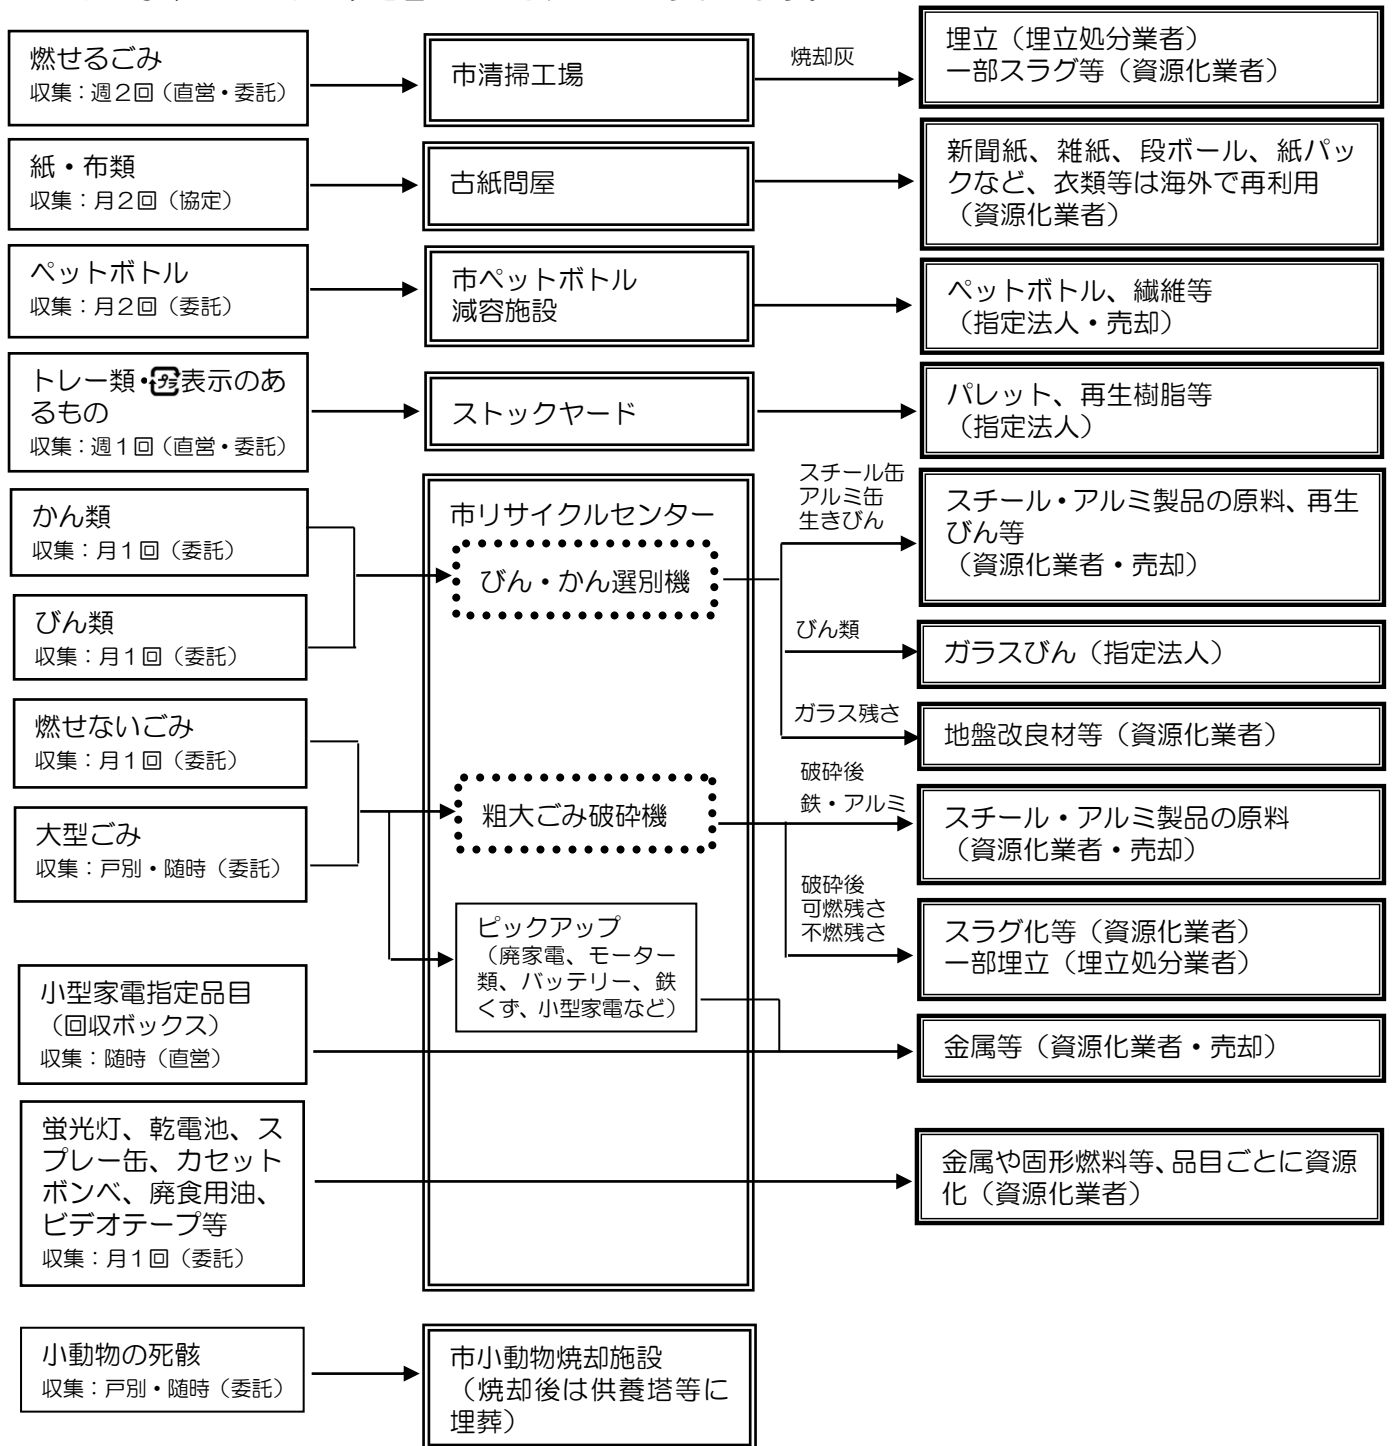 燃せるごみ
収集：週２回（直営・委託）
市清掃工場
焼却灰
埋立（埋立処分業者）
一部スラグ等（資源化業者）
紙・布類
収集：月２回（協定）
古紙問屋
新聞紙、雑紙、段ボール、紙パッ
クなど、衣類等は海外で再利用
（資源化業者）
ペットボトル
収集：月２回（委託）
市ペットボトル
減容施設
ペットボトル、繊維等
（指定法人・売却）
トレー類・プラ表示のあ
るもの
収集：週１回（直営・委託）
ストックヤード
パレット、再生樹脂等
（指定法人）
かん類
収集：月１回（委託）
びん類
収集：月１回（委託）
市リサイクルセンター
びん・かん選別機
スチール缶
アルミ缶
生きびん
スチール・アルミ製品の原料、再生
びん等
（資源化業者・売却）
びん類
ガラスびん（指定法人）
ガラス残さ
地盤改良材等（資源化業者）
燃せないごみ
収集：月１回（委託）
大型ごみ
収集：戸別・随時（委託）
粗大ごみ破砕機
破砕後
鉄・アルミ
スチール・アルミ製品の原料
（資源化業者・売却）
破砕後
可燃残さ
不燃残さ
スラグ化等（資源化業者）
一部埋立（埋立処分業者）
ピックアップ
（廃家電、モーター
類、バッテリー、鉄
くず、小型家電など）
小型家電指定品目
（回収ボックス）
収集：随時（直営）
金属等（資源化業者・売却）
蛍光灯、乾電池、ス
プレー缶、カセット
ボンベ、廃食用油、
ビデオテープ等
収集：月１回（委託）
金属や固形燃料等、品目ごとに資源
化（資源化業者）
小動物の死骸
収集：戸別・随時（委託）
市小動物焼却施設
（焼却後は供養塔等に
埋葬）